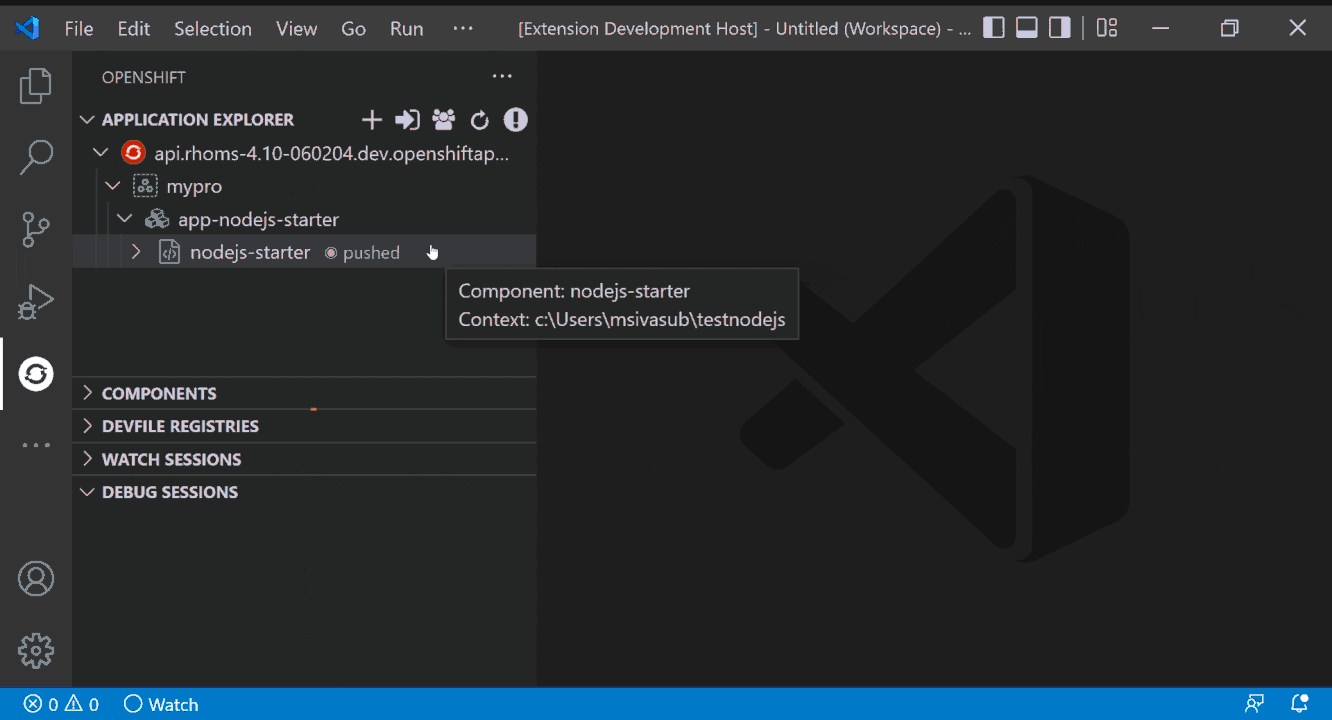 File Edit Selection View Go Run ··· [Extension Development Host] - Untitled (Workspace) - ...
OPENSHIFT ···
APPLICATION EXPLORER
api.rhoms-4.10-060204.dev.openshiftap...
mypro
app-nodejs-starter
nodejs-starter ◉ pushed
Component: nodejs-starter
Context: c:\Users\msivasub\testnodejs
COMPONENTS
DEVFILE REGISTRIES
WATCH SESSIONS
DEBUG SESSIONS
0 0 Watch